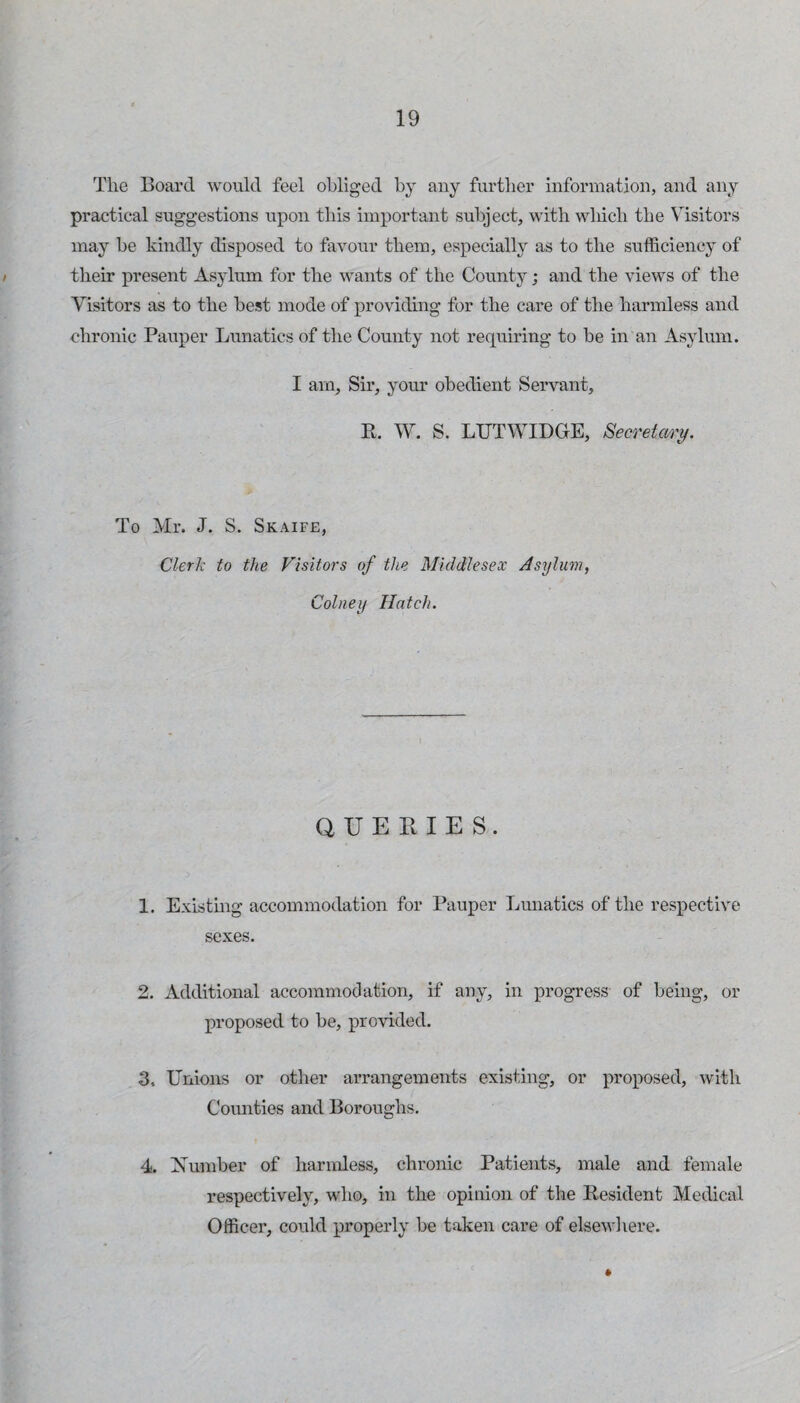 19
The Board would feel obliged by any further information, and any
practical suggestions upon this important subject, with which the Visitors
may be kindly disposed to favour them, especially as to the sufficiency of
their present Asylum for the wants of the County; and the views of the
Visitors as to the best mode of providing for the care of the harmless and
chronic Pauper Lunatics of the County not requiring to be in an Asylum.
I am, Sir, your obedient Servant,
R. W. S. LUTWIDGE, Secretary.
To Mr. J. S. Skaife,
Clerk to the Visitors of the Middlesex Asylum,
Colney Hatch.
QUERIES.
1. Existing accommodation for Pauper Lunatics of the respective
sexes.
2. Additional accommodation, if any, in progress of being, or
proposed to be, provided.
3. Unions or other arrangements existing, or proposed, with
Counties and Boroughs.
4. Number of harmless, chronic Patients, male and female
respectively, who, in the opinion of the Resident Medical
Officer, could properly be taken care of elsewhere.